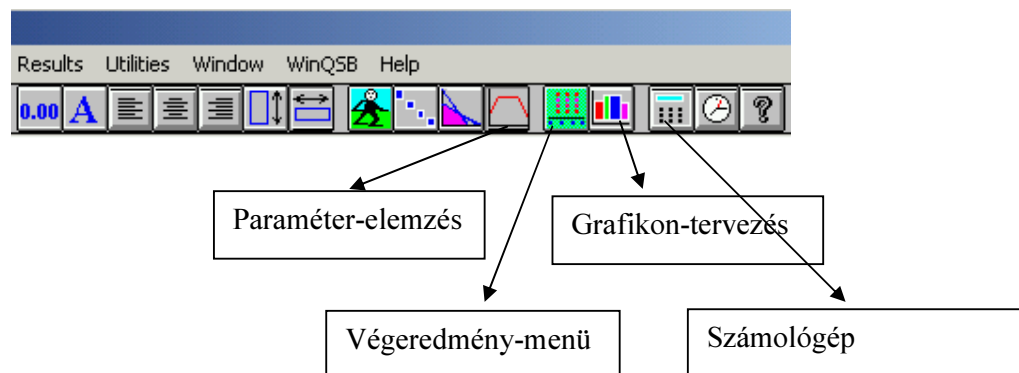 Results Utilities Window WinQSB Help
0.00 A ?
Paraméter-elemzés
Grafikon-tervezés
Végeredmény-menü
Számológép